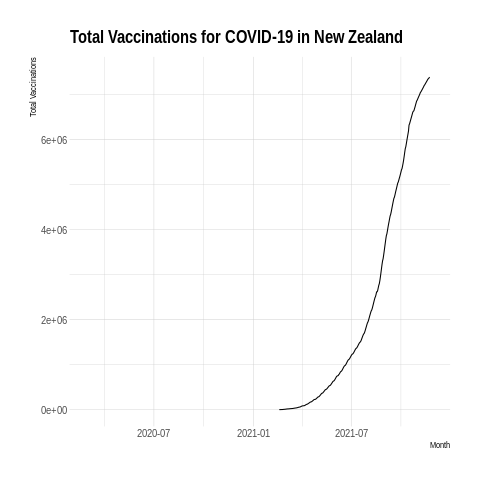 Total Vaccinations for COVID-19 in New Zealand
Total Vaccinations
6e+06
4e+06
2e+06
0e+00
2020-07
2021-01
2021-07
Month